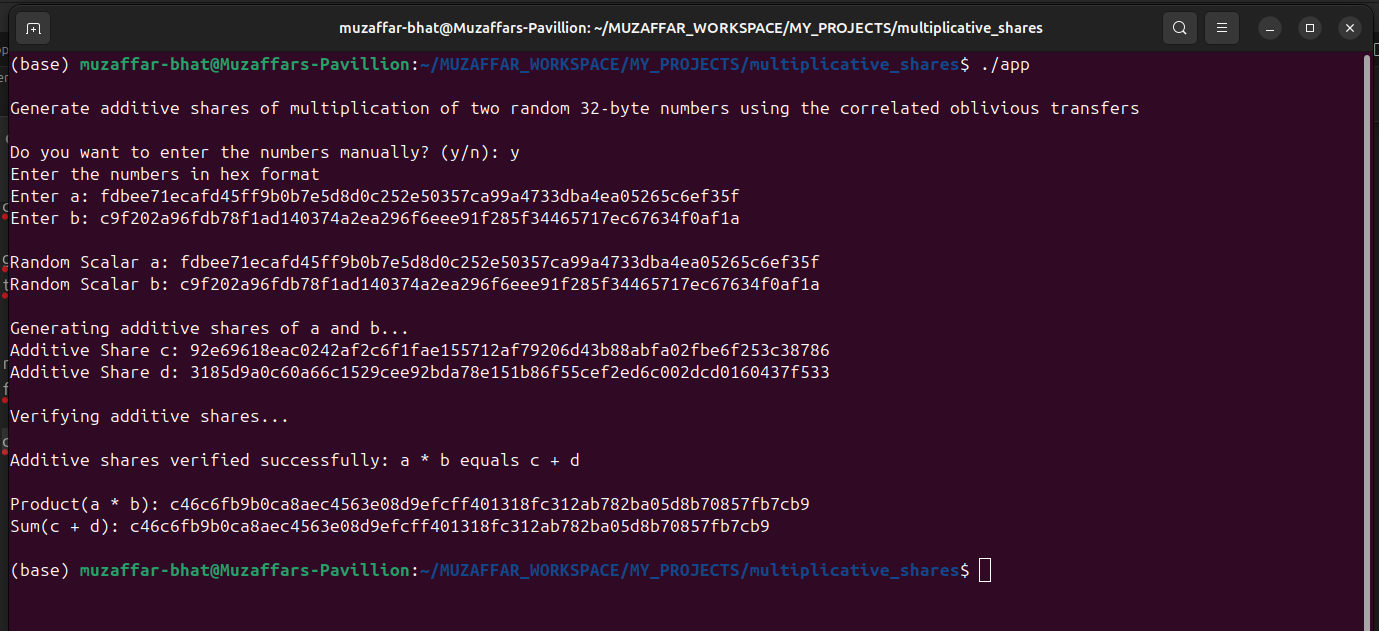 muzaffar-bhat@Muzaffars-Pavillion: ~/MUZAFFAR_WORKSPACE/MY_PROJECTS/multiplicative_shares
(base) muzaffar-bhat@Muzaffars-Pavillion:~/MUZAFFAR_WORKSPACE/MY_PROJECTS/multiplicative_shares$ ./app
Generate additive shares of multiplication of two random 32-byte numbers using the correlated oblivious transfers
Do you want to enter the numbers manually? (y/n): y
Enter the numbers in hex format
Enter a: fdbee71ecafd45ff9b0b7e5d8d0c252e50357ca99a4733dba4ea05265c6ef35f
Enter b: c9f202a96fdb78f1ad140374a2ea296f6eee91f285f34465717ec67634f0af1a
Random Scalar a: fdbee71ecafd45ff9b0b7e5d8d0c252e50357ca99a4733dba4ea05265c6ef35f
Random Scalar b: c9f202a96fdb78f1ad140374a2ea296f6eee91f285f34465717ec67634f0af1a
Generating additive shares of a and b...
Additive Share c: 92e69618eac0242af2c6f1fae155712af79206d43b88abfa02fbe6f253c38786
Additive Share d: 3185d9a0c60a66c1529cee92bda78e151b86f55cef2ed6c002dcd0160437f533
Verifying additive shares...
Additive shares verified successfully: a * b equals c + d
Product(a * b): c46c6fb9b0ca8aec4563e08d9efcff401318fc312ab782ba05d8b70857fb7cb9
Sum(c + d): c46c6fb9b0ca8aec4563e08d9efcff401318fc312ab782ba05d8b70857fb7cb9
(base) muzaffar-bhat@Muzaffars-Pavillion:~/MUZAFFAR_WORKSPACE/MY_PROJECTS/multiplicative_shares$